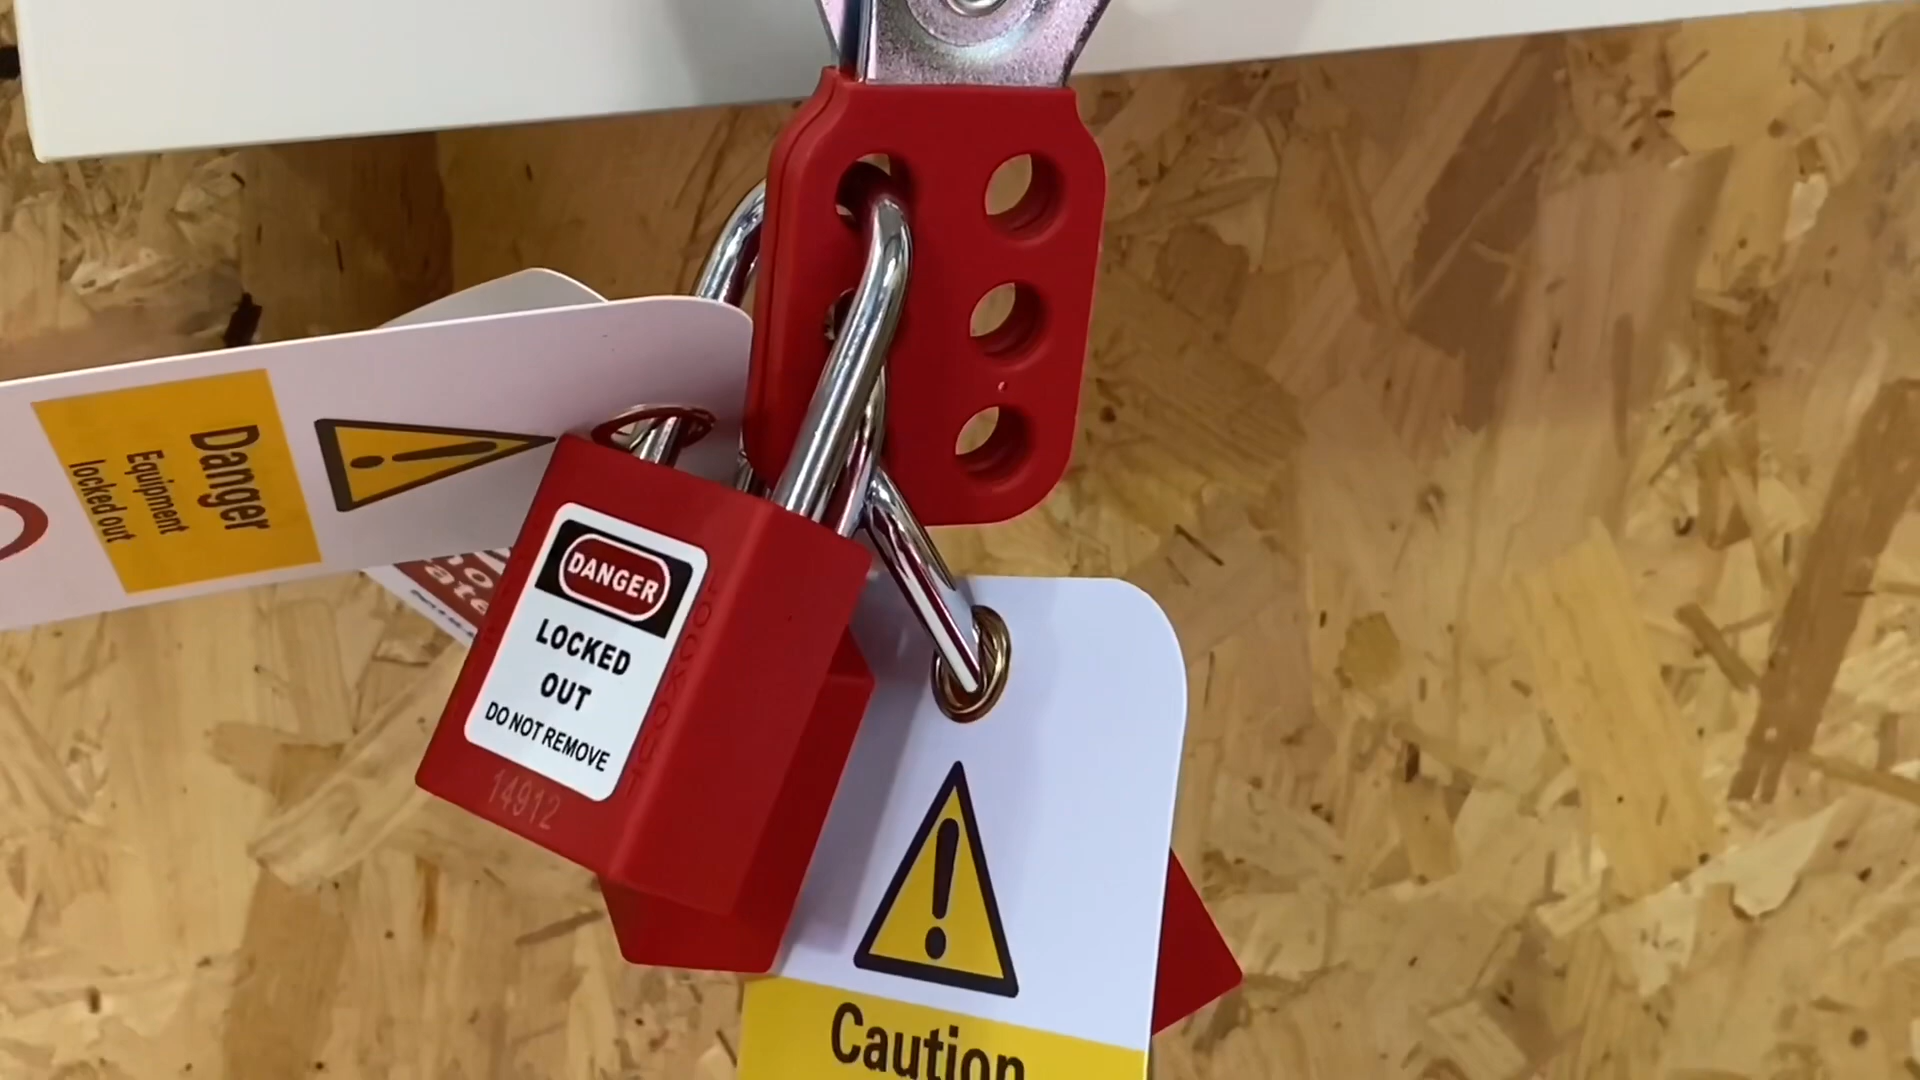 Danger
Equipment
locked out
DANGER
LOCKED
OUT
DO NOT REMOVE
14912
Caution